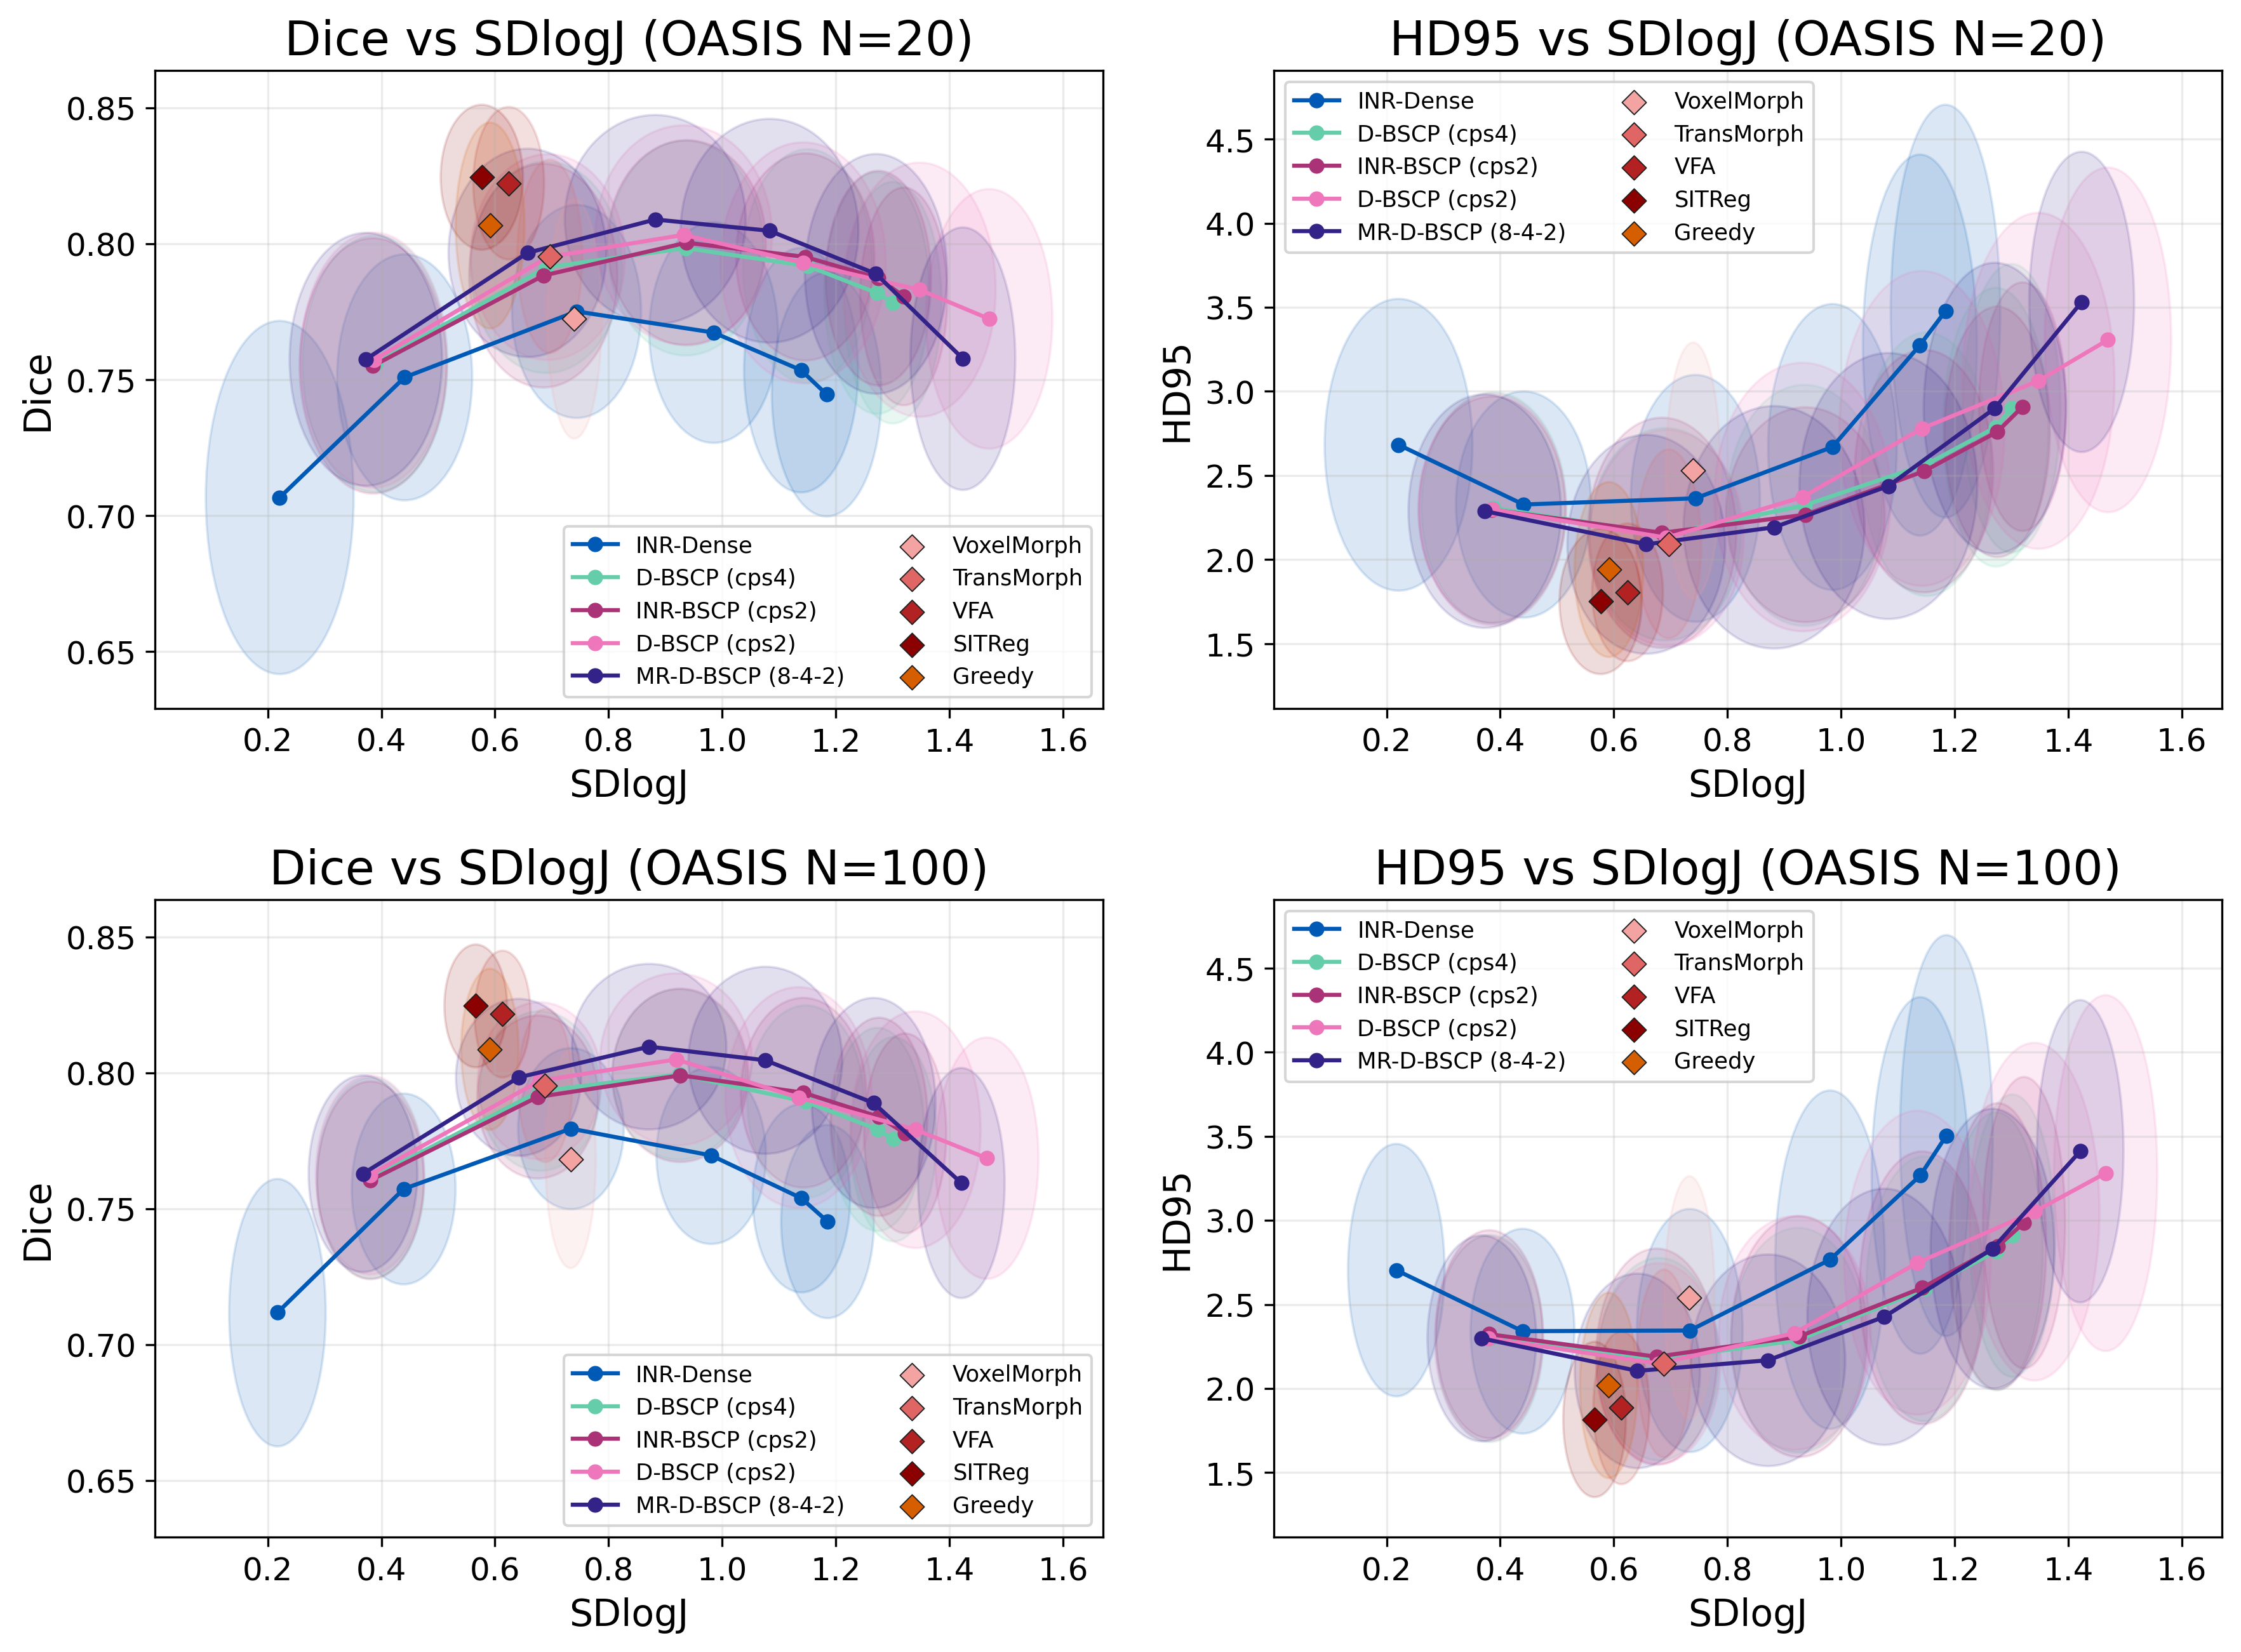 Dice vs SDlogJ (OASIS N=20)
0.85
0.80
0.75
0.70
0.65
Dice
INR-Dense
D-BSCP (cps4)
INR-BSCP (cps2)
D-BSCP (cps2)
MR-D-BSCP (8-4-2)
VoxelMorph
TransMorph
VFA
SITReg
Greedy
0.2 0.4 0.6 0.8 1.0 1.2 1.4 1.6
SDlogJ
HD95 vs SDlogJ (OASIS N=20)
4.5
4.0
3.5
3.0
2.5
2.0
1.5
HD95
INR-Dense
D-BSCP (cps4)
INR-BSCP (cps2)
D-BSCP (cps2)
MR-D-BSCP (8-4-2)
VoxelMorph
TransMorph
VFA
SITReg
Greedy
0.2 0.4 0.6 0.8 1.0 1.2 1.4 1.6
SDlogJ
Dice vs SDlogJ (OASIS N=100)
0.85
0.80
0.75
0.70
0.65
Dice
INR-Dense
D-BSCP (cps4)
INR-BSCP (cps2)
D-BSCP (cps2)
MR-D-BSCP (8-4-2)
VoxelMorph
TransMorph
VFA
SITReg
Greedy
0.2 0.4 0.6 0.8 1.0 1.2 1.4 1.6
SDlogJ
HD95 vs SDlogJ (OASIS N=100)
4.5
4.0
3.5
3.0
2.5
2.0
1.5
HD95
INR-Dense
D-BSCP (cps4)
INR-BSCP (cps2)
D-BSCP (cps2)
MR-D-BSCP (8-4-2)
VoxelMorph
TransMorph
VFA
SITReg
Greedy
0.2 0.4 0.6 0.8 1.0 1.2 1.4 1.6
SDlogJ